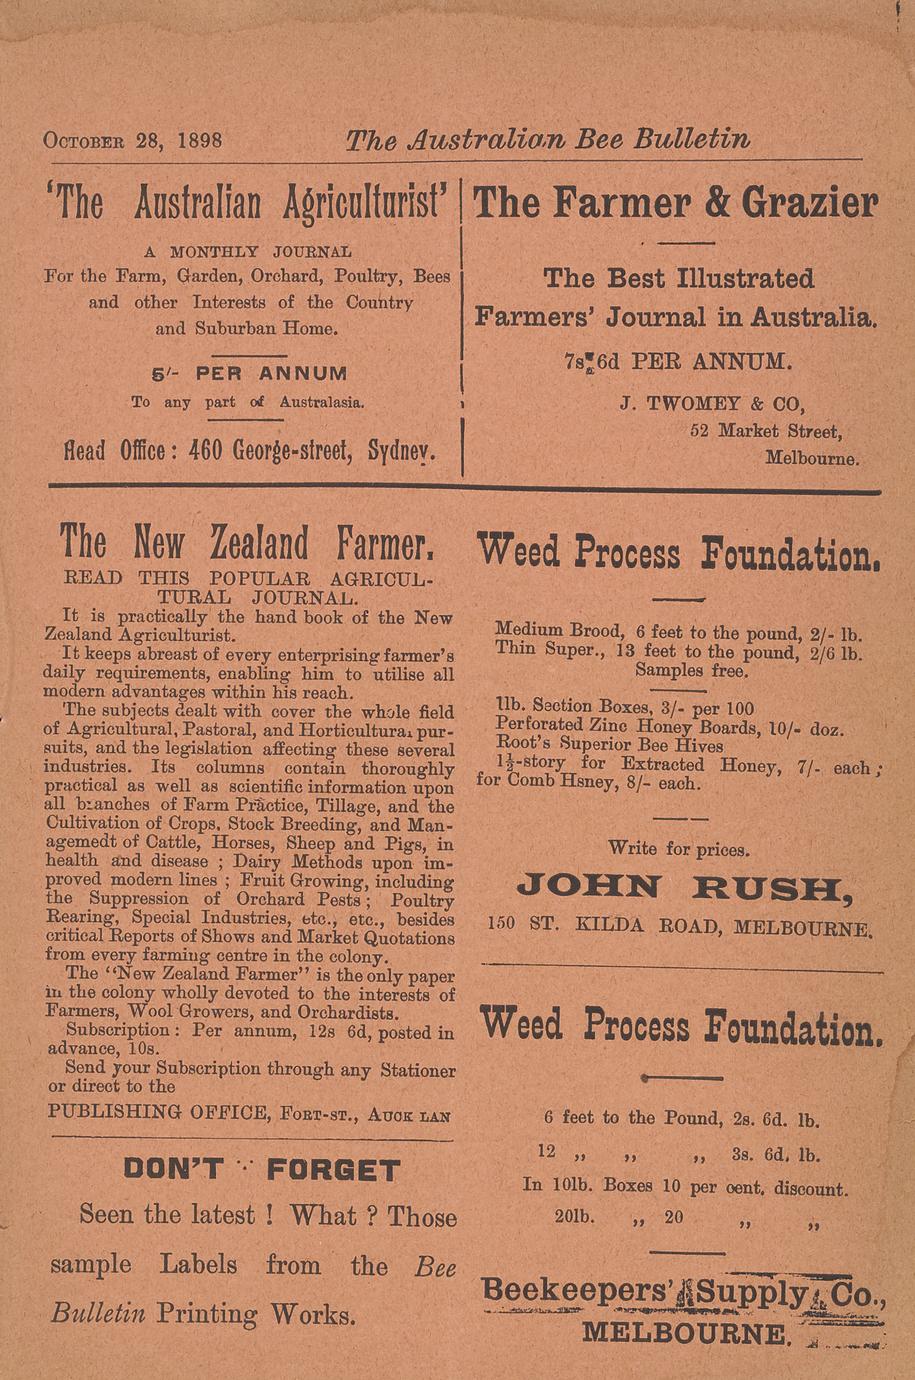 October 28, 1898 The Australian Bee Bulletin
'The Australian Agriculturist'
A MONTHLY JOURNAL
For the Farm, Garden, Orchard, Poultry, Bees
and other Interests of the Country
and Suburban Home.
5/- PER ANNUM
To any part of Australasia.
Head Office: 460 George-street, Sydney.
The Farmer & Grazier
The Best Illustrated
Farmers' Journal in Australia.
7s 6d PER ANNUM.
J. TWOMEY & CO,
52 Market Street,
Melbourne.
The New Zealand Farmer.
READ THIS POPULAR AGRICUL-
TURAL JOURNAL.
It is practically the hand book of the New
Zealand Agriculturist.
It keeps abreast of every enterprising farmer's
daily requirements, enabling him to utilise all
modern advantages within his reach.
The subjects dealt with cover the whole field
of Agricultural, Pastoral, and Horticultural pur-
suits, and the legislation affecting these several
industries. Its columns contain thoroughly
practical as well as scientific information upon
all branches of Farm Practice, Tillage, and the
Cultivation of Crops, Stock Breeding, and Man-
agemedt of Cattle, Horses, Sheep and Pigs, in
health and disease ; Dairy Methods upon im-
proved modern lines ; Fruit Growing, including
the Suppression of Orchard Pests ; Poultry
Rearing, Special Industries, etc., etc., besides
critical Reports of Shows and Market Quotations
from every farming centre in the colony.
The "New Zealand Farmer" is the only paper
in the colony wholly devoted to the interests of
Farmers, Wool Growers, and Orchardists.
Subscription : Per annum, 12s 6d, posted in
advance, 10s.
Send your Subscription through any Stationer
or direct to the
PUBLISHING OFFICE, Fort-st., Auck lan
DON'T FORGET
Seen the latest ! What ? Those
sample Labels from the Bee
Bulletin Printing Works.
Weed Process Foundation.
Medium Brood, 6 feet to the pound, 2/- lb.
Thin Super., 13 feet to the pound, 2/6 lb.
Samples free.
1lb. Section Boxes, 3/- per 100
Perforated Zinc Honey Boards, 10/- doz.
Root's Superior Bee Hives
1½-story for Extracted Honey, 7/- each ;
for Comb Hsney, 8/- each.
Write for prices.
JOHN RUSH,
150 ST. KILDA ROAD, MELBOURNE.
Weed Process Foundation.
6 feet to the Pound, 2s. 6d. lb.
12 ,, ,, ,, 3s. 6d. lb.
In 10lb. Boxes 10 per cent. discount.
20lb. ,, 20 ,, ,,
Beekeepers' Supply Co.,
MELBOURNE.